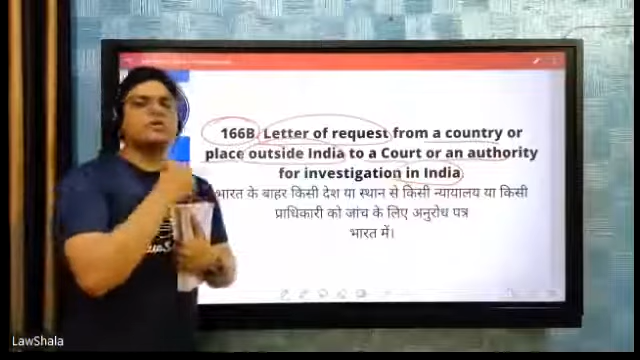 166B. Letter of request from a country or
place outside India to a Court or an authority
for investigation in India
भारत के बाहर किसी देश या स्थान से किसी न्यायालय या किसी
प्राधिकारी को जांच के लिए अनुरोध पत्र
भारत में।
LawShala